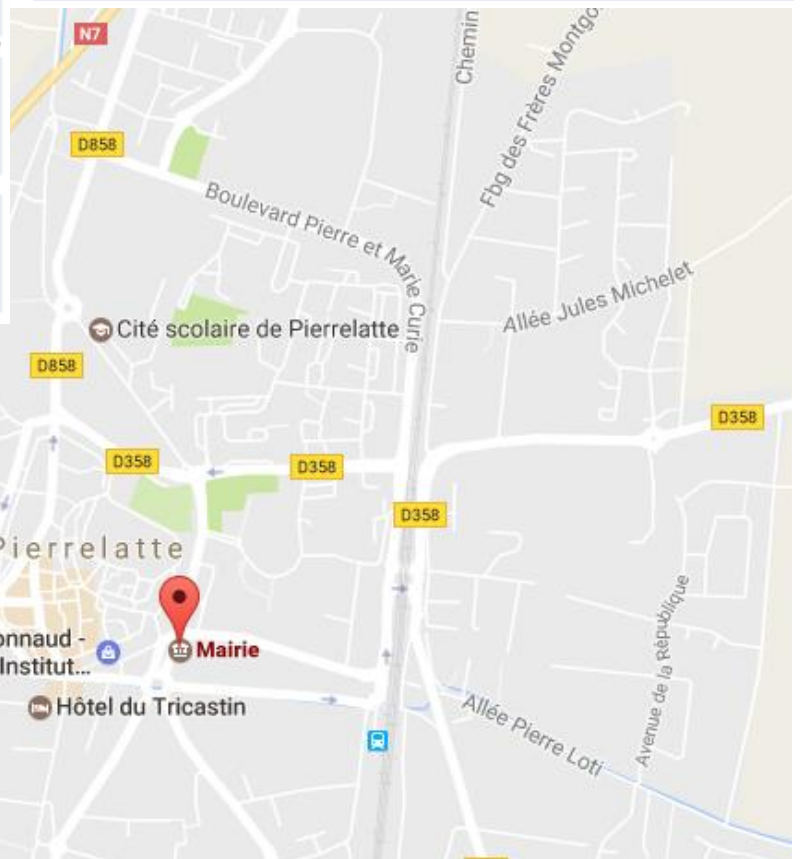 N7
Chemin
Fbg des Frères Montgo
D858
Boulevard Pierre et Marie Curie
Allée Jules Michelet
Cité scolaire de Pierrelatte
D858
D358
D358
D358
D358
Pierrelatte
onnaud -
Institut...
Mairie
Avenue de la République
Hôtel du Tricastin
Allée Pierre Loti